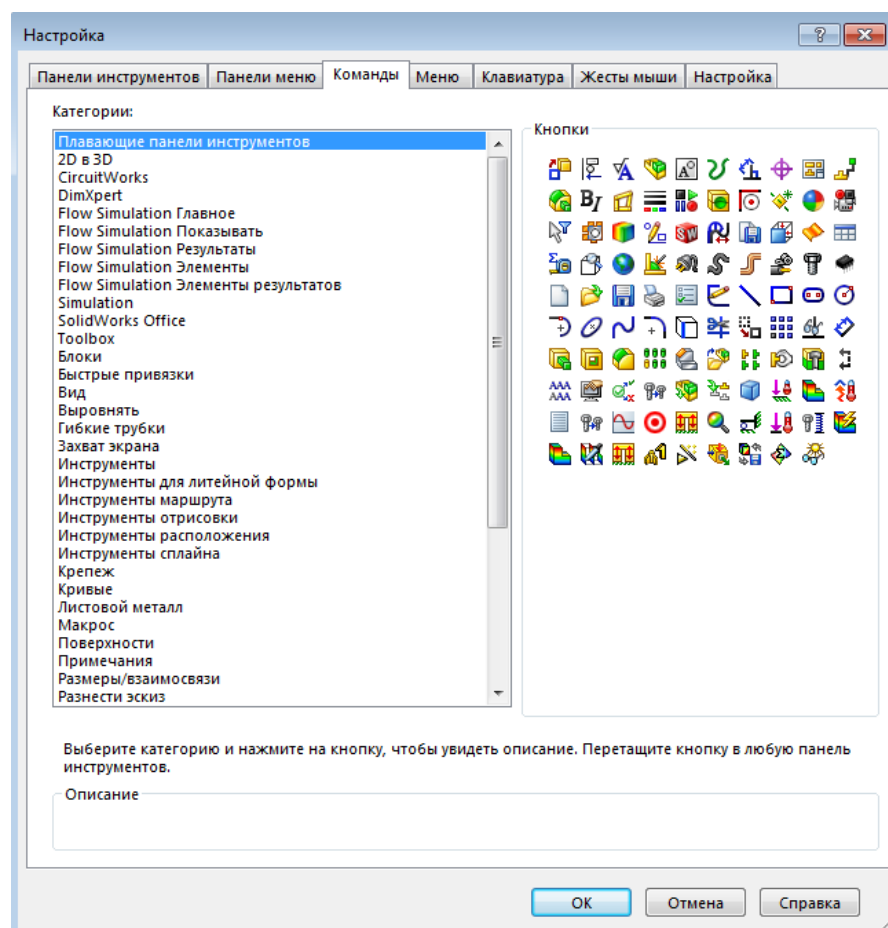 Настройка
Панели инструментов Панели меню Команды Меню Клавиатура Жесты мыши Настройка
Категории:
Кнопки
Плавающие панели инструментов
2D в 3D
CircuitWorks
DimXpert
Flow Simulation Главное
Flow Simulation Показывать
Flow Simulation Результаты
Flow Simulation Элементы
Flow Simulation Элементы результатов
Simulation
SolidWorks Office
Toolbox
Блоки
Быстрые привязки
Вид
Выровнять
Гибкие трубки
Захват экрана
Инструменты
Инструменты для литейной формы
Инструменты маршрута
Инструменты отрисовки
Инструменты расположения
Инструменты сплайна
Крепеж
Кривые
Листовой металл
Макрос
Поверхности
Примечания
Размеры/взаимосвязи
Разнести эскиз
Выберите категорию и нажмите на кнопку, чтобы увидеть описание. Перетащите кнопку в любую панель
инструментов.
Описание
OK Отмена Справка